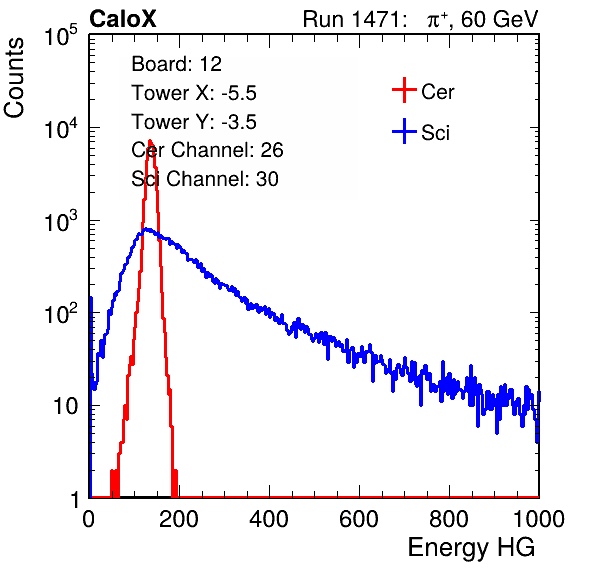 CaloX Run 1471: π⁺, 60 GeV
Counts
Board: 12
Tower X: -5.5
Tower Y: -3.5
Cer Channel: 26
Sci Channel: 30
Cer
Sci
10⁵
10⁴
10³
10²
10
1
0 200 400 600 800 1000
Energy HG